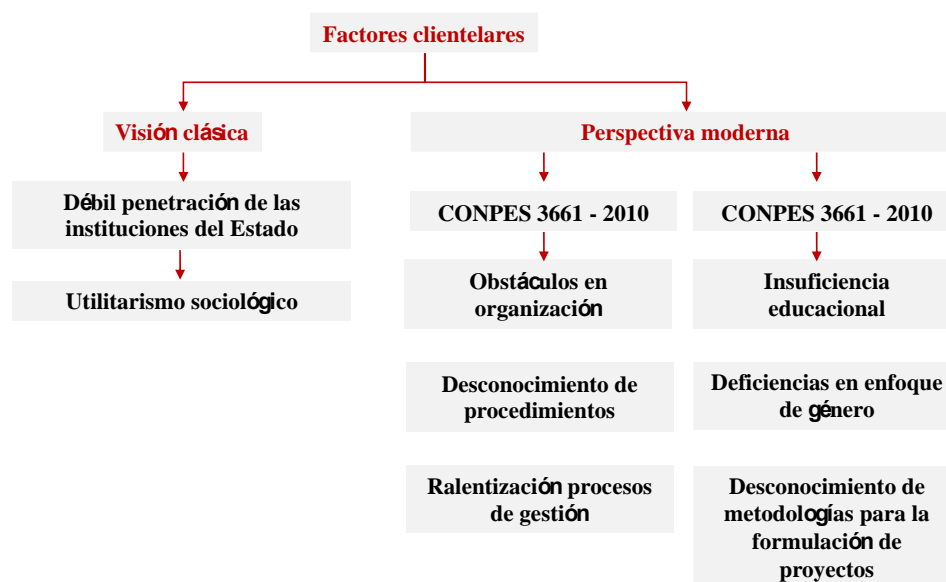 Factores clientelares
Visión clásica
Perspectiva moderna
Débil penetración de las
instituciones del Estado
Utilitarismo sociológico
CONPES 3661 - 2010
CONPES 3661 - 2010
Obstáculos en
organización
Insuficiencia
educacional
Desconocimiento de
procedimientos
Deficiencias en enfoque
de género
Ralentización procesos
de gestión
Desconocimiento de
metodologías para la
formulación de
proyectos